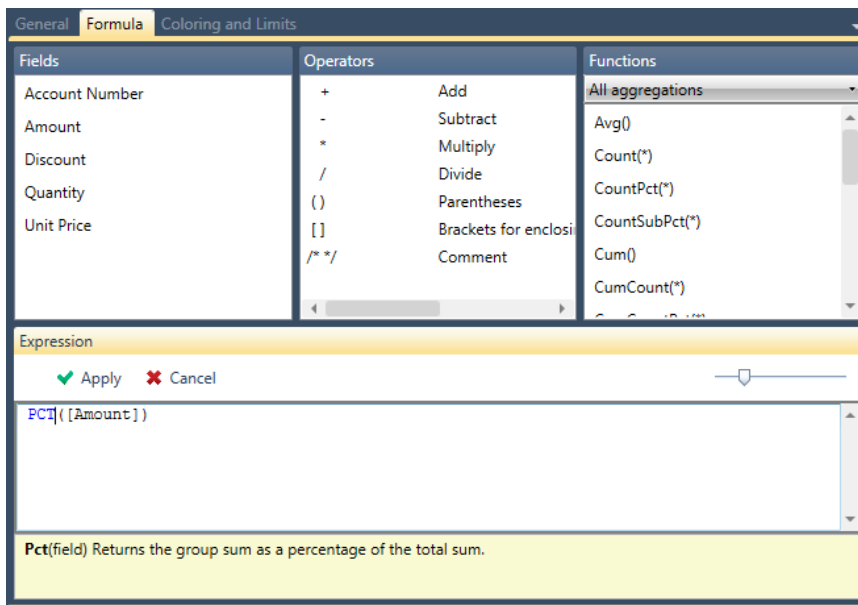 General Formula Coloring and Limits
Fields
Account Number
Amount
Discount
Quantity
Unit Price
Operators
+ Add
- Subtract
* Multiply
/ Divide
( ) Parentheses
[ ] Brackets for enclosi
/* */ Comment
Functions
All aggregations
Avg()
Count(*)
CountPct(*)
CountSubPct(*)
Cum()
CumCount(*)
Expression
Apply Cancel
PCT([Amount])
Pct(field) Returns the group sum as a percentage of the total sum.